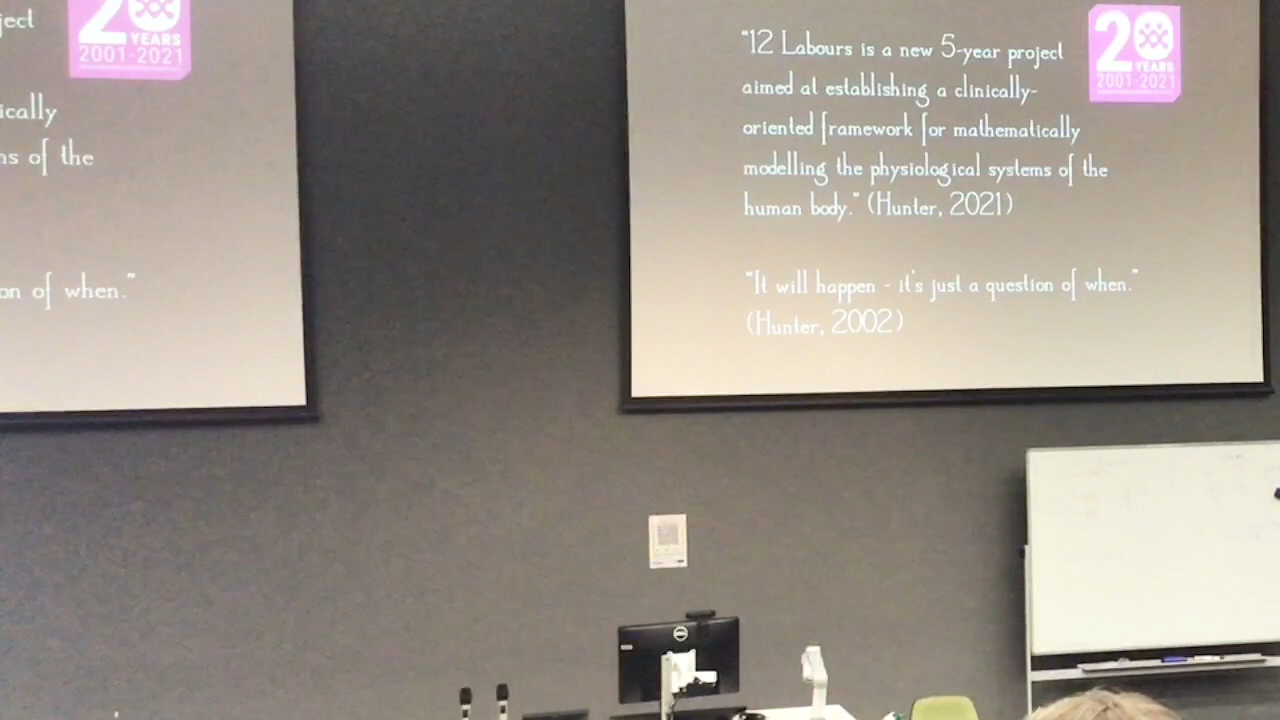 ject
20
YEARS
2001-2021
ically
ns of the
on of when."
"12 Labours is a new 5-year project
aimed at establishing a clinically-
oriented framework for mathematically
modelling the physiological systems of the
human body." (Hunter, 2021)
"It will happen - it's just a question of when."
(Hunter, 2002)
20
YEARS
2001-2021
DELL